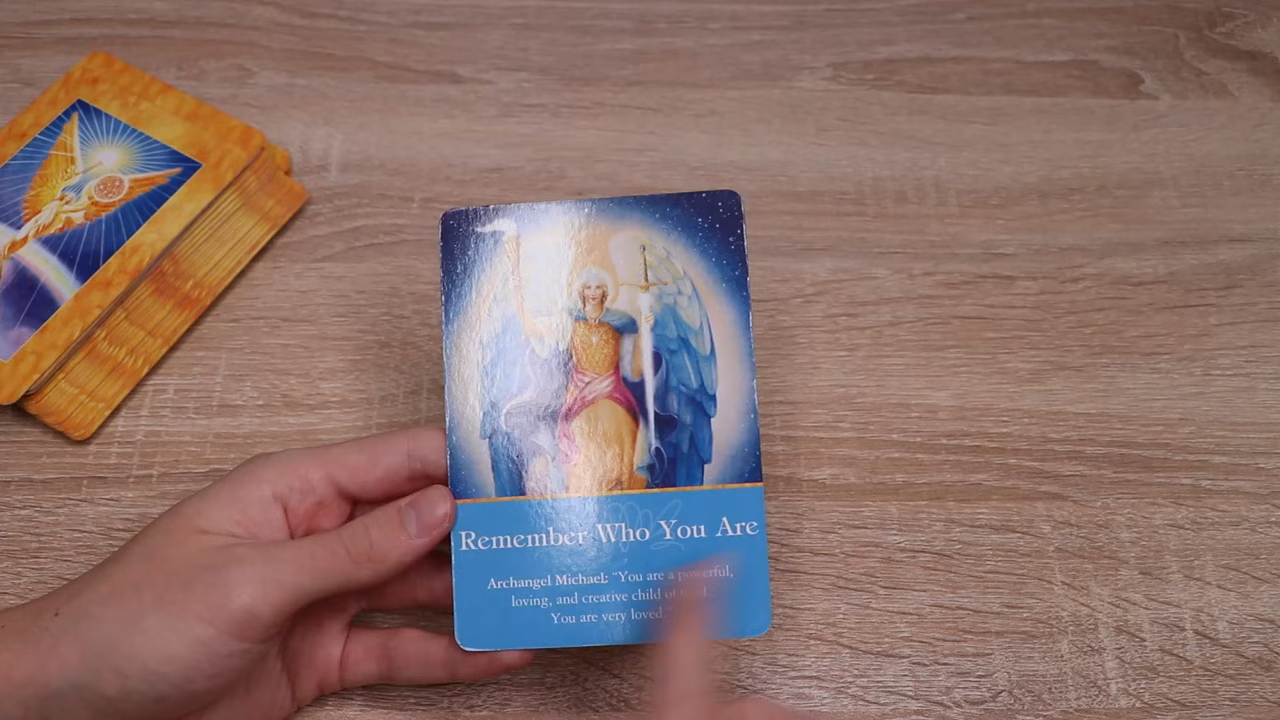 Remember Who You Are
Archangel Michael: "You are a powerful,
loving, and creative child of
You are very loved.